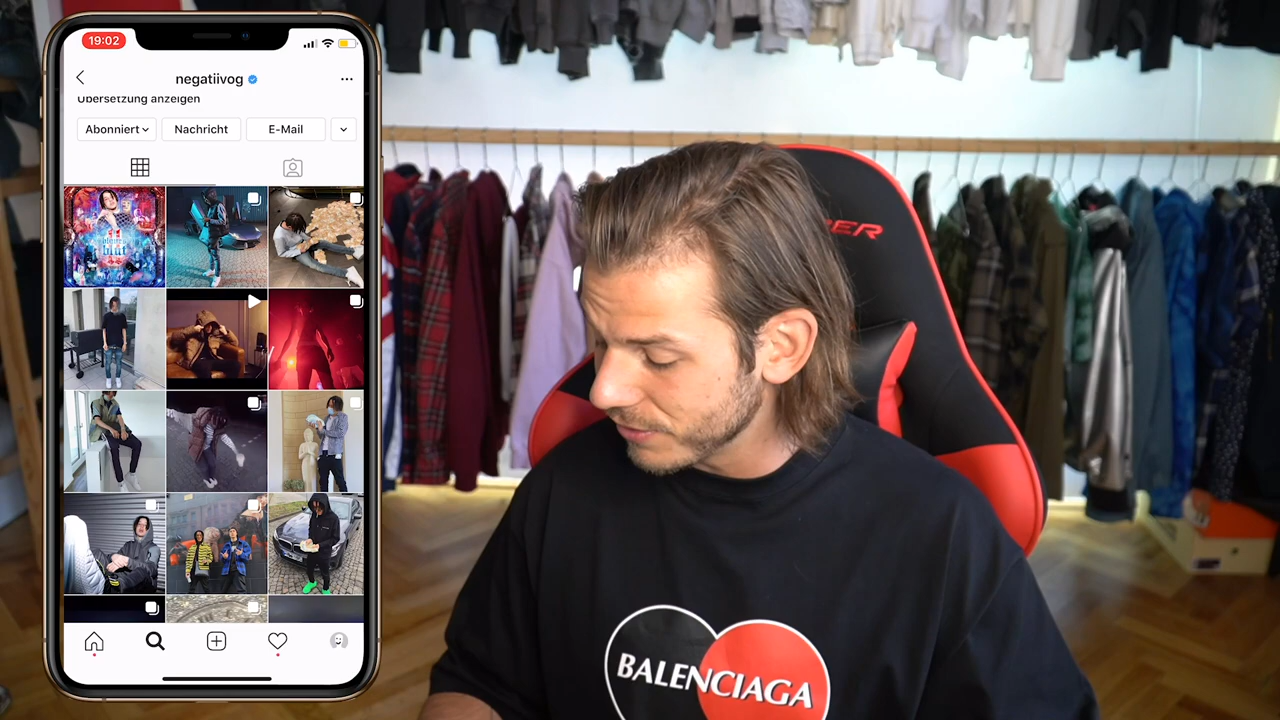 19:02
negatiivog
Übersetzung anzeigen
Abonniert
Nachricht
E-Mail
BALENCIAGA